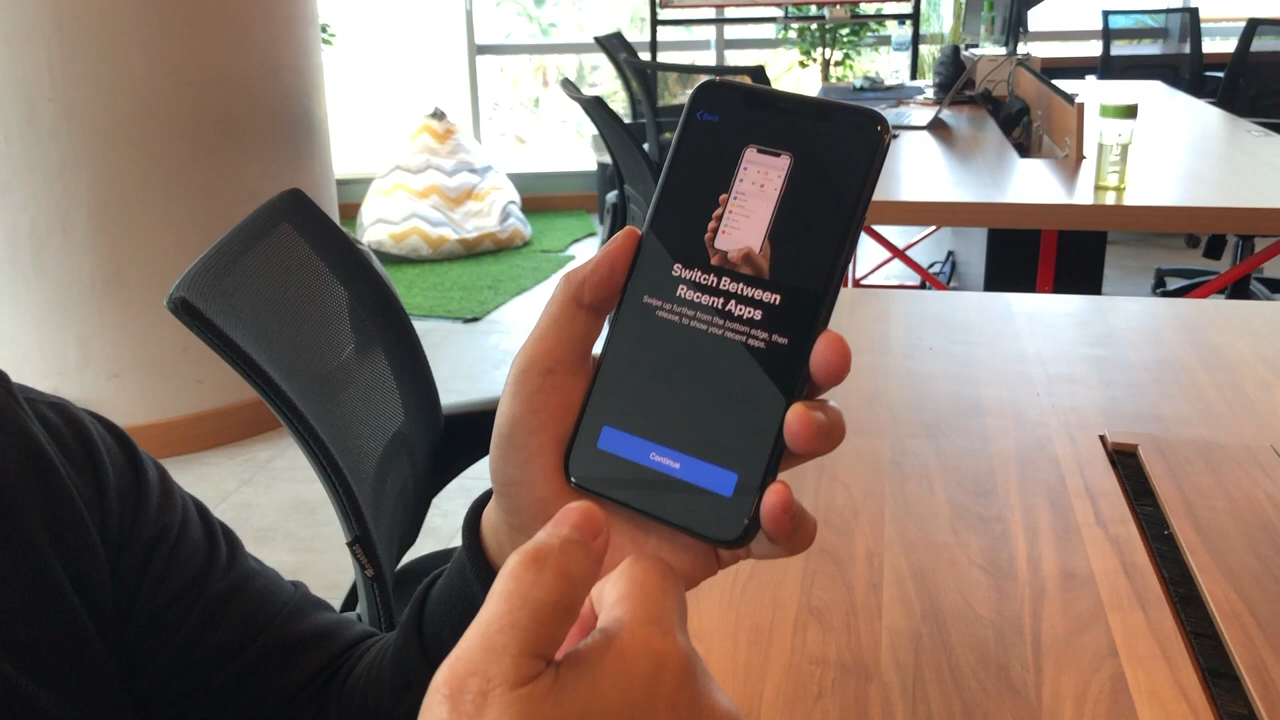 Back
Switch Between
Recent Apps
Swipe up further from the bottom edge, then
release, to show your recent apps.
Continue